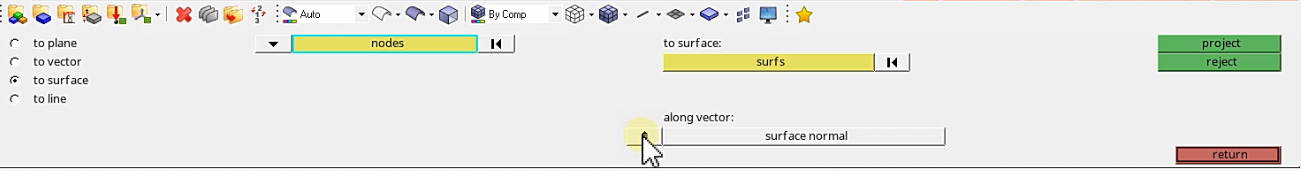 Auto By Comp
to plane nodes to surface: project
to vector surfs reject
to surface
to line
along vector:
surface normal
return